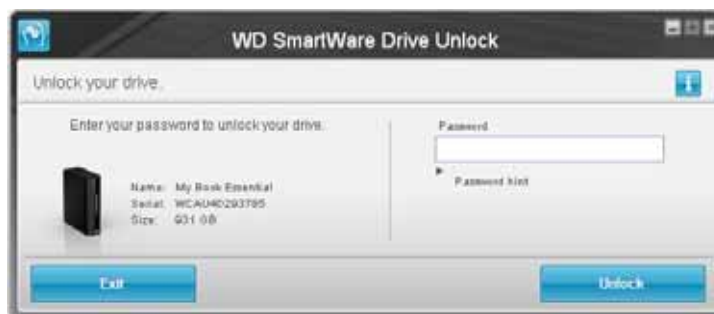 WD SmartWare Drive Unlock
Unlock your drive.
Enter your password to unlock your drive.
Name: My Book Essential
Serial: WCAU40293785
Size: 931 GB
Password
Password hint
Exit
Unlock